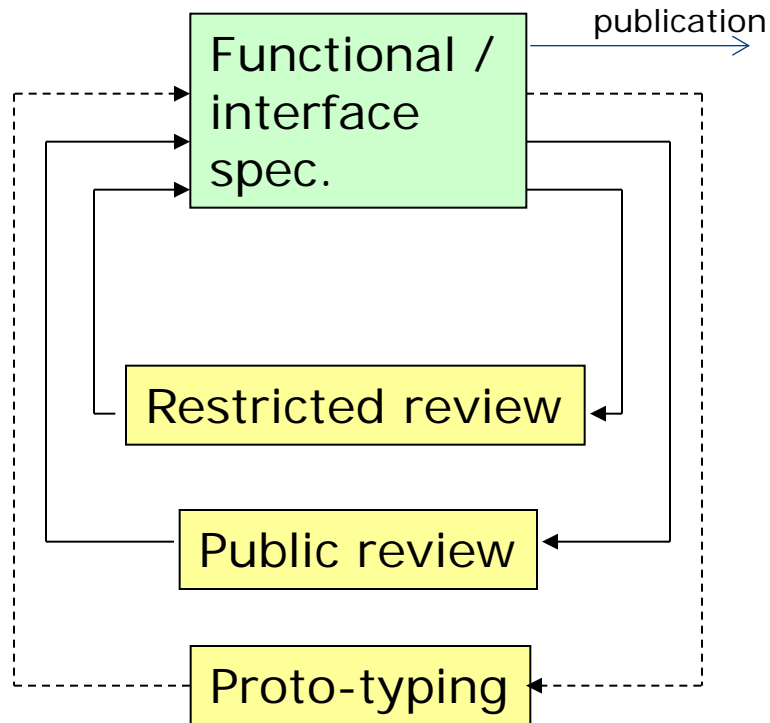 publication
Functional /
interface
spec.
Restricted review
Public review
Proto-typing